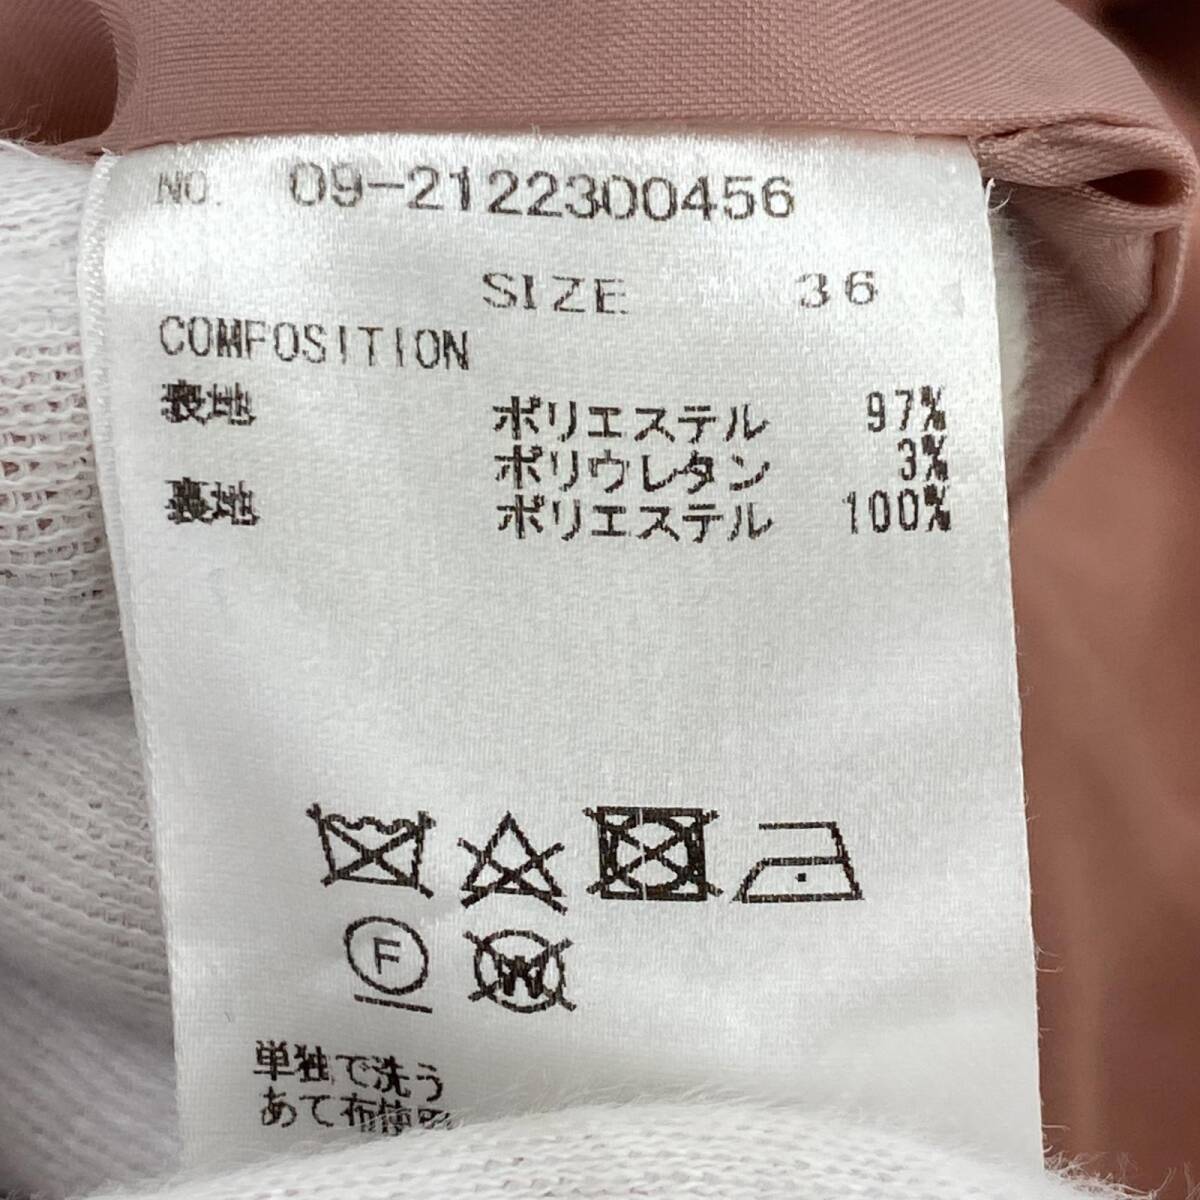 NO. 09-2122300456
SIZE 36
COMPOSITION
表地 ポリエステル 97%
ポリウレタン 3%
裏地 ポリエステル 100%
F
W
単独で洗う
あて布使用